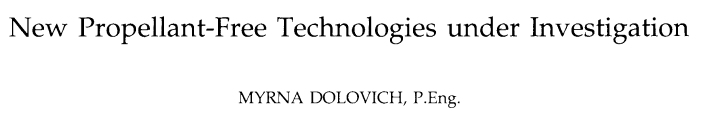 New Propellant-Free Technologies under Investigation
MYRNA DOLOVICH, P.Eng.